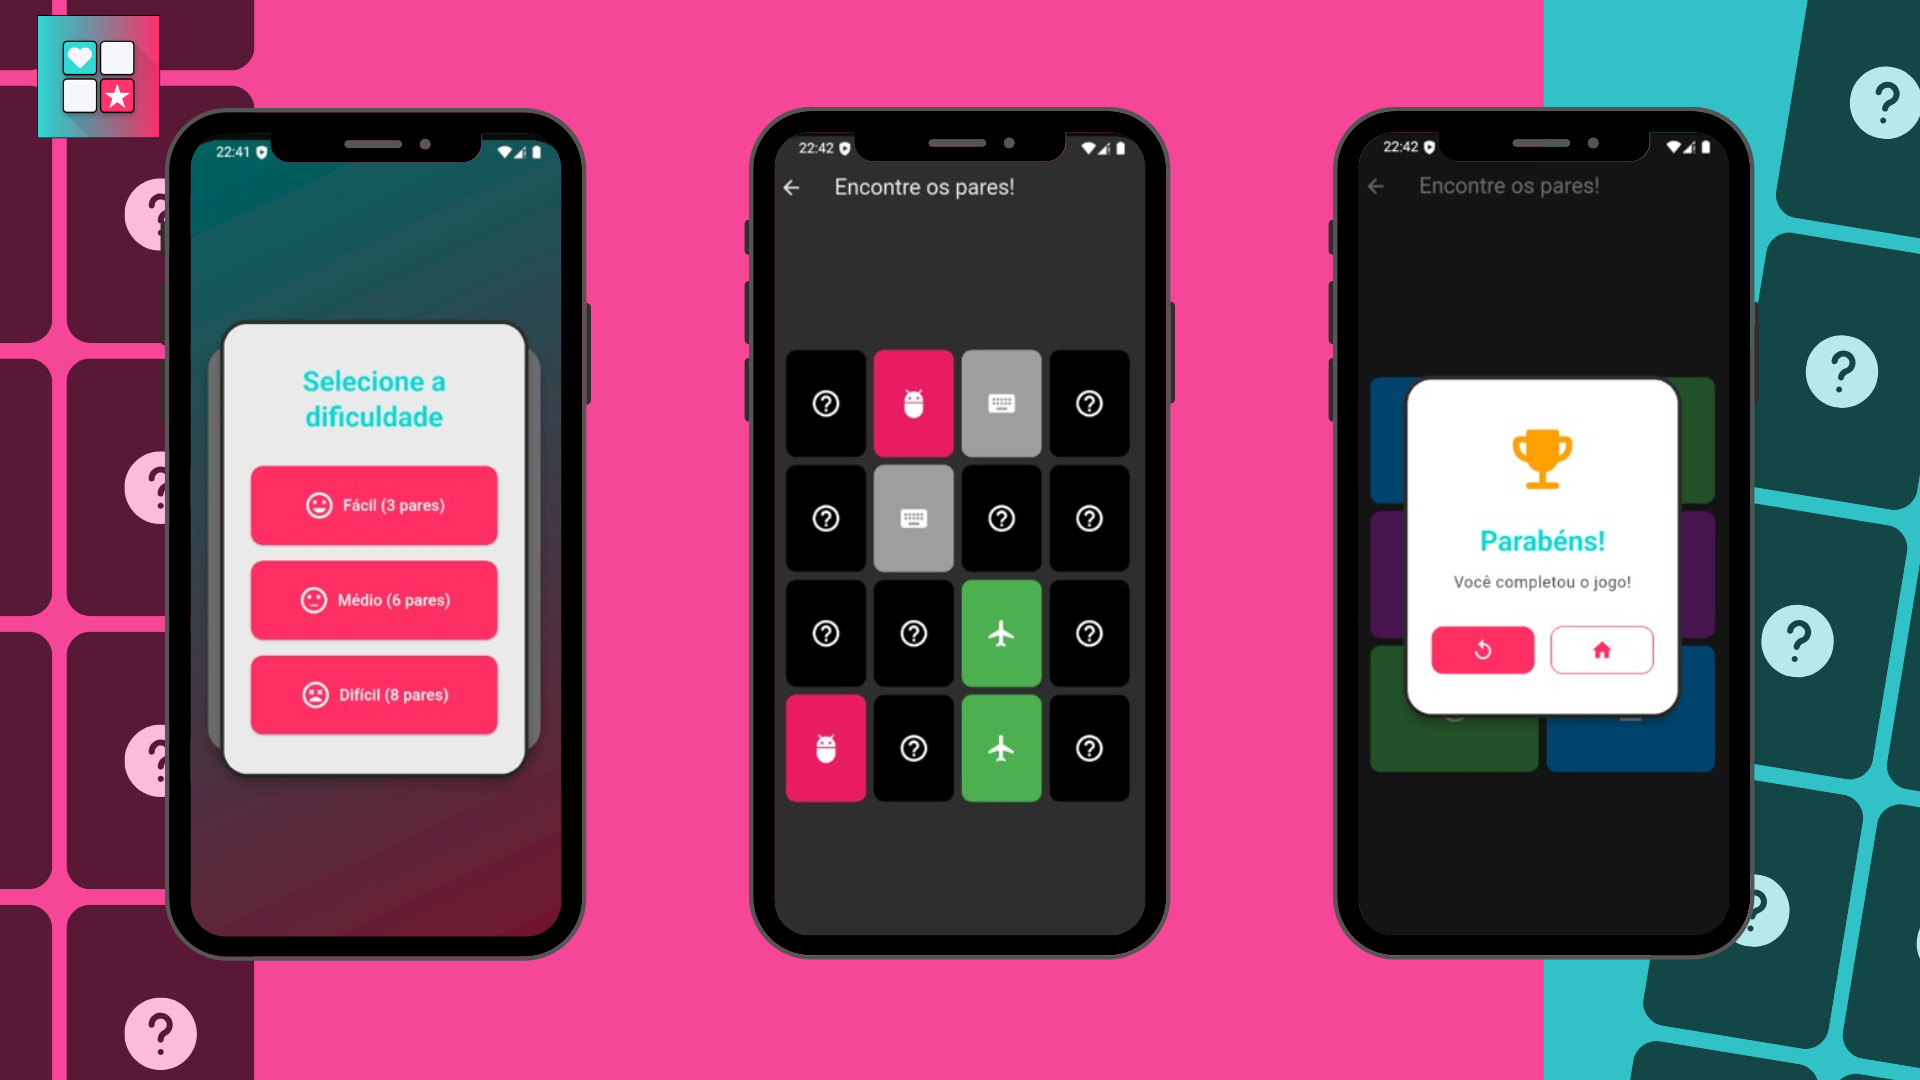 22:41
Selecione a
dificuldade
Fácil (3 pares)
Médio (6 pares)
Difícil (8 pares)
22:42
Encontre os pares!
22:42
Encontre os pares!
Parabéns!
Você completou o jogo!